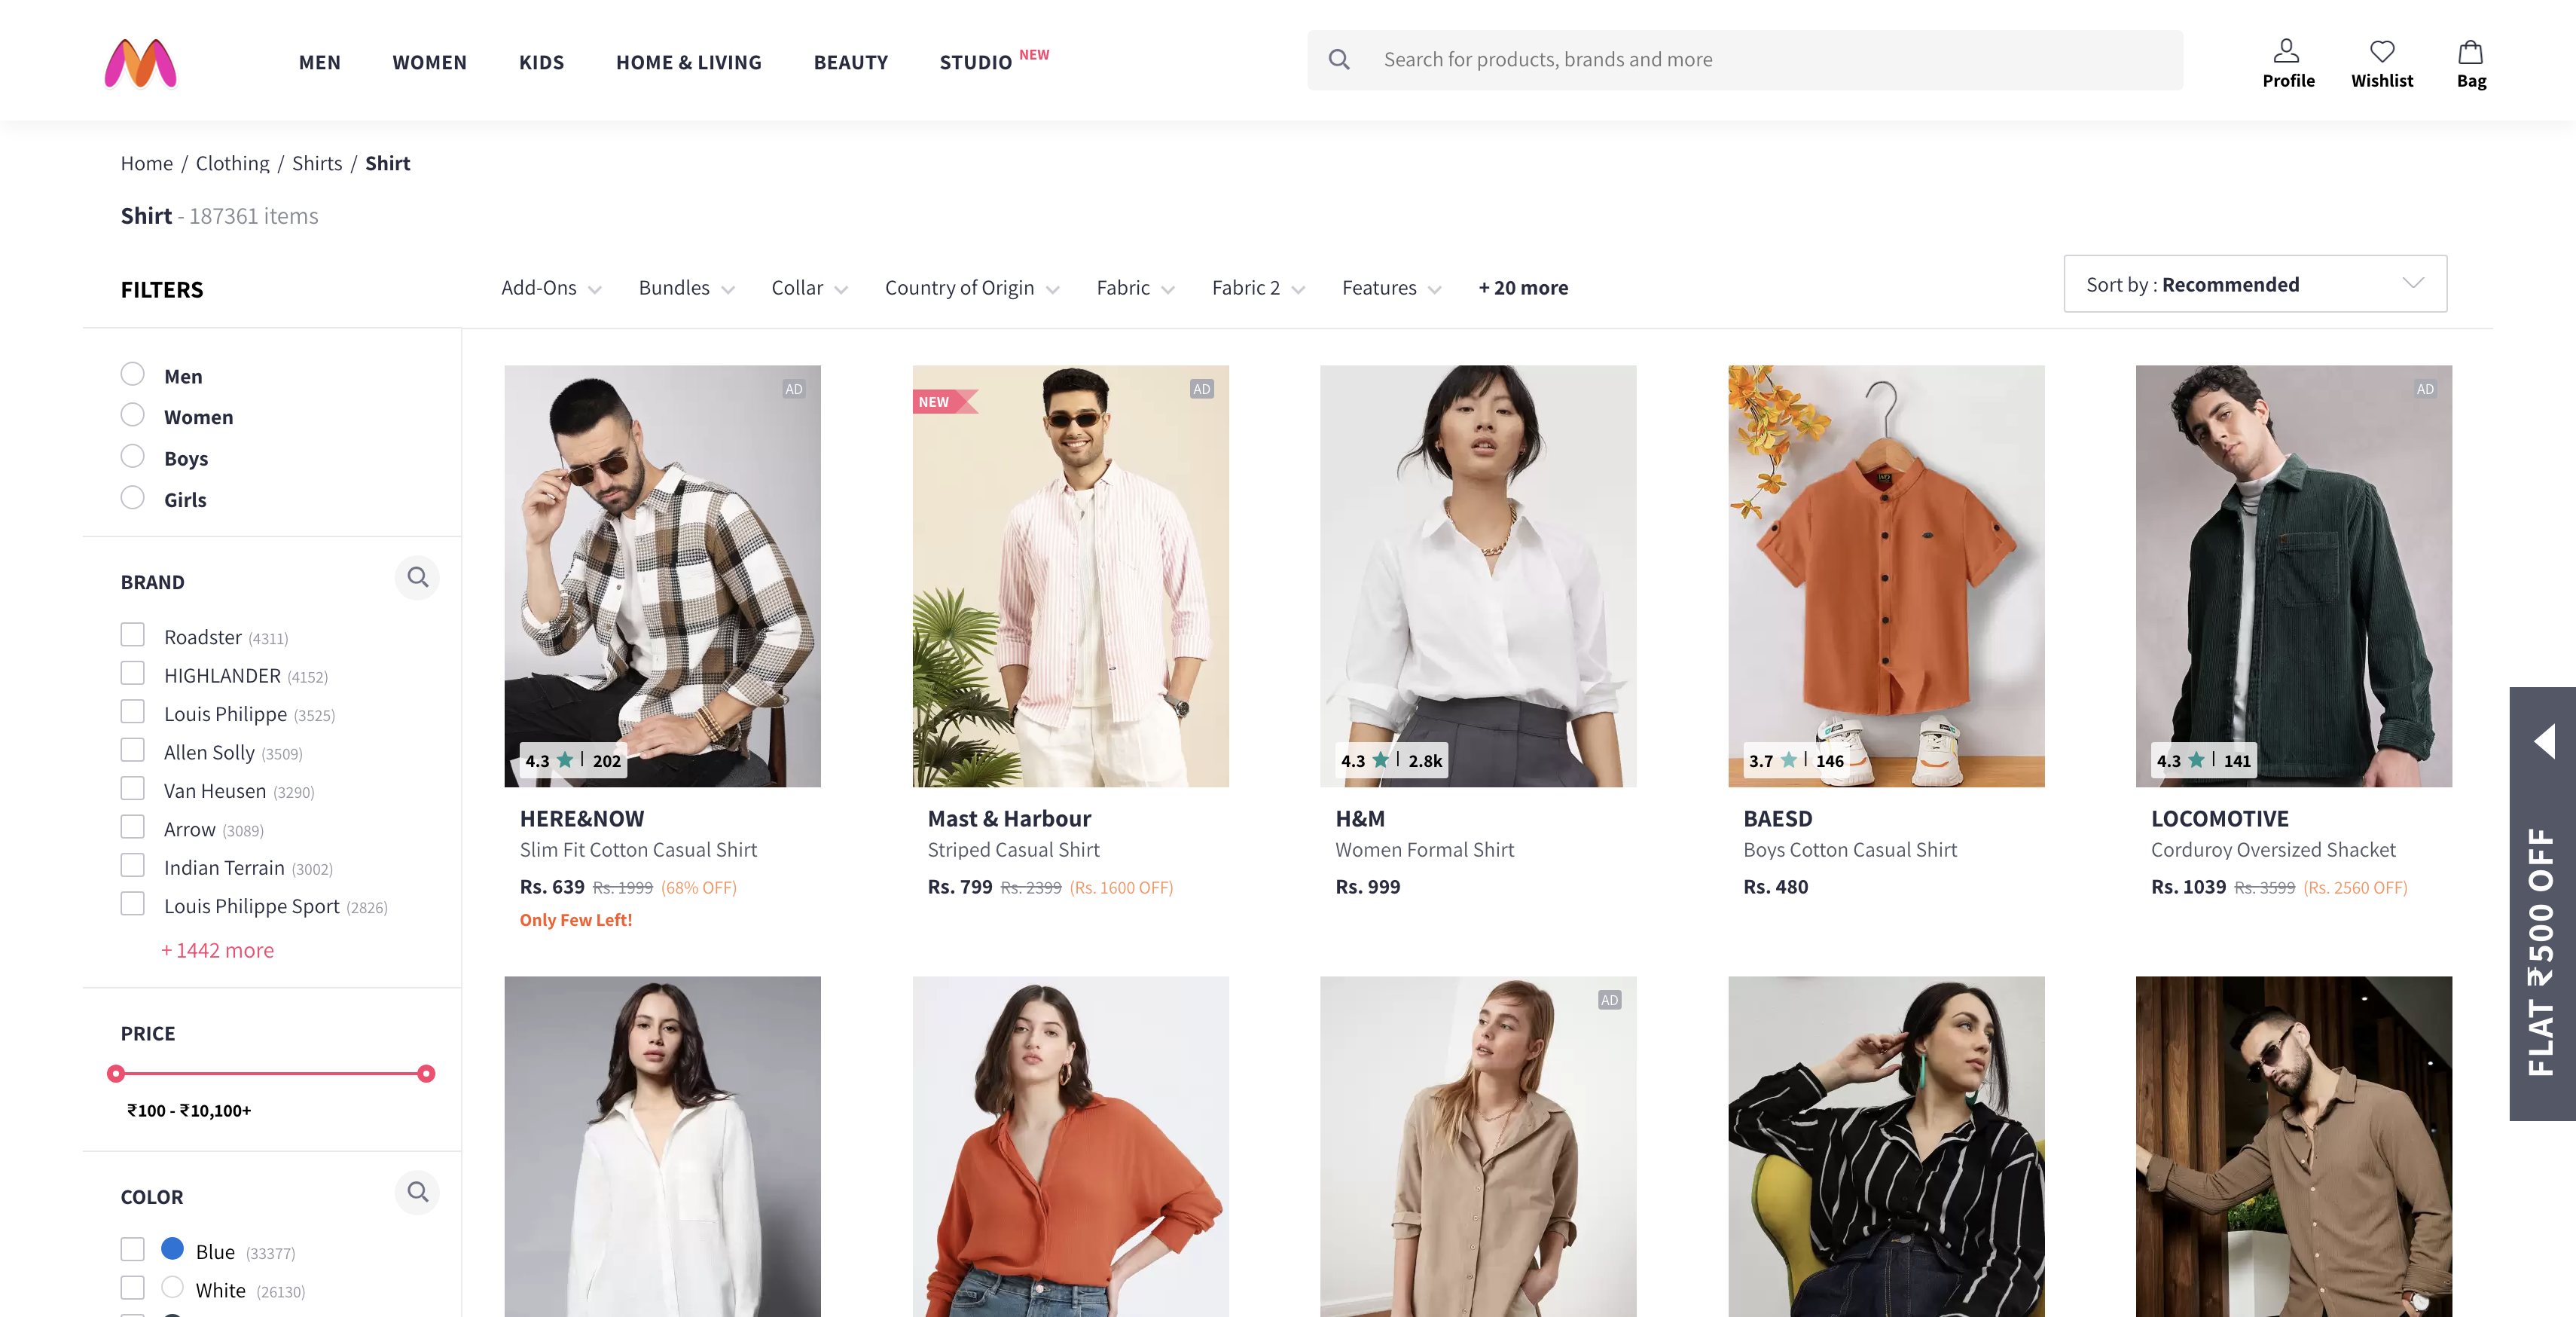 MEN WOMEN KIDS HOME & LIVING BEAUTY STUDIO NEW
Search for products, brands and more
Profile Wishlist Bag
Home / Clothing / Shirts / Shirt
Shirt - 187361 items
FILTERS
Add-Ons Bundles Collar Country of Origin Fabric Fabric 2 Features + 20 more
Sort by : Recommended
Men
Women
Boys
Girls
BRAND
Roadster (4311)
HIGHLANDER (4152)
Louis Philippe (3525)
Allen Solly (3509)
Van Heusen (3290)
Arrow (3089)
Indian Terrain (3002)
Louis Philippe Sport (2826)
+ 1442 more
PRICE
₹100 - ₹10,100+
COLOR
Blue (33377)
White (26130)
AD
4.3 | 202
HERE&NOW
Slim Fit Cotton Casual Shirt
Rs. 639 Rs. 1999 (68% OFF)
Only Few Left!
NEW
AD
Mast & Harbour
Striped Casual Shirt
Rs. 799 Rs. 2399 (Rs. 1600 OFF)
4.3 | 2.8k
H&M
Women Formal Shirt
Rs. 999
3.7 | 146
BAESD
Boys Cotton Casual Shirt
Rs. 480
AD
4.3 | 141
LOCOMOTIVE
Corduroy Oversized Shacket
Rs. 1039 Rs. 3599 (Rs. 2560 OFF)
AD
FLAT ₹500 OFF